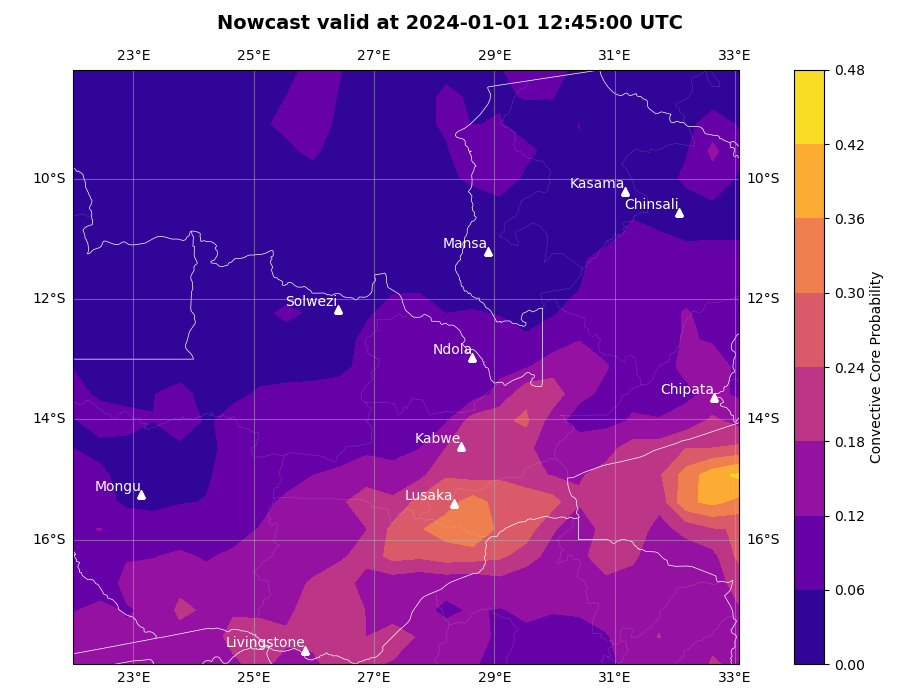 Nowcast valid at 2024-01-01 12:45:00 UTC
23°E 25°E 27°E 29°E 31°E 33°E
0.48
0.42
10°S 10°S
Kasama
Chinsali
0.36
Mansa
0.30
12°S 12°S
Solwezi
Ndola
0.24
Chipata
14°S 14°S
Kabwe
0.18
Mongu
Lusaka
0.12
16°S 16°S
0.06
Livingstone
0.00
23°E 25°E 27°E 29°E 31°E 33°E
Convective Core Probability